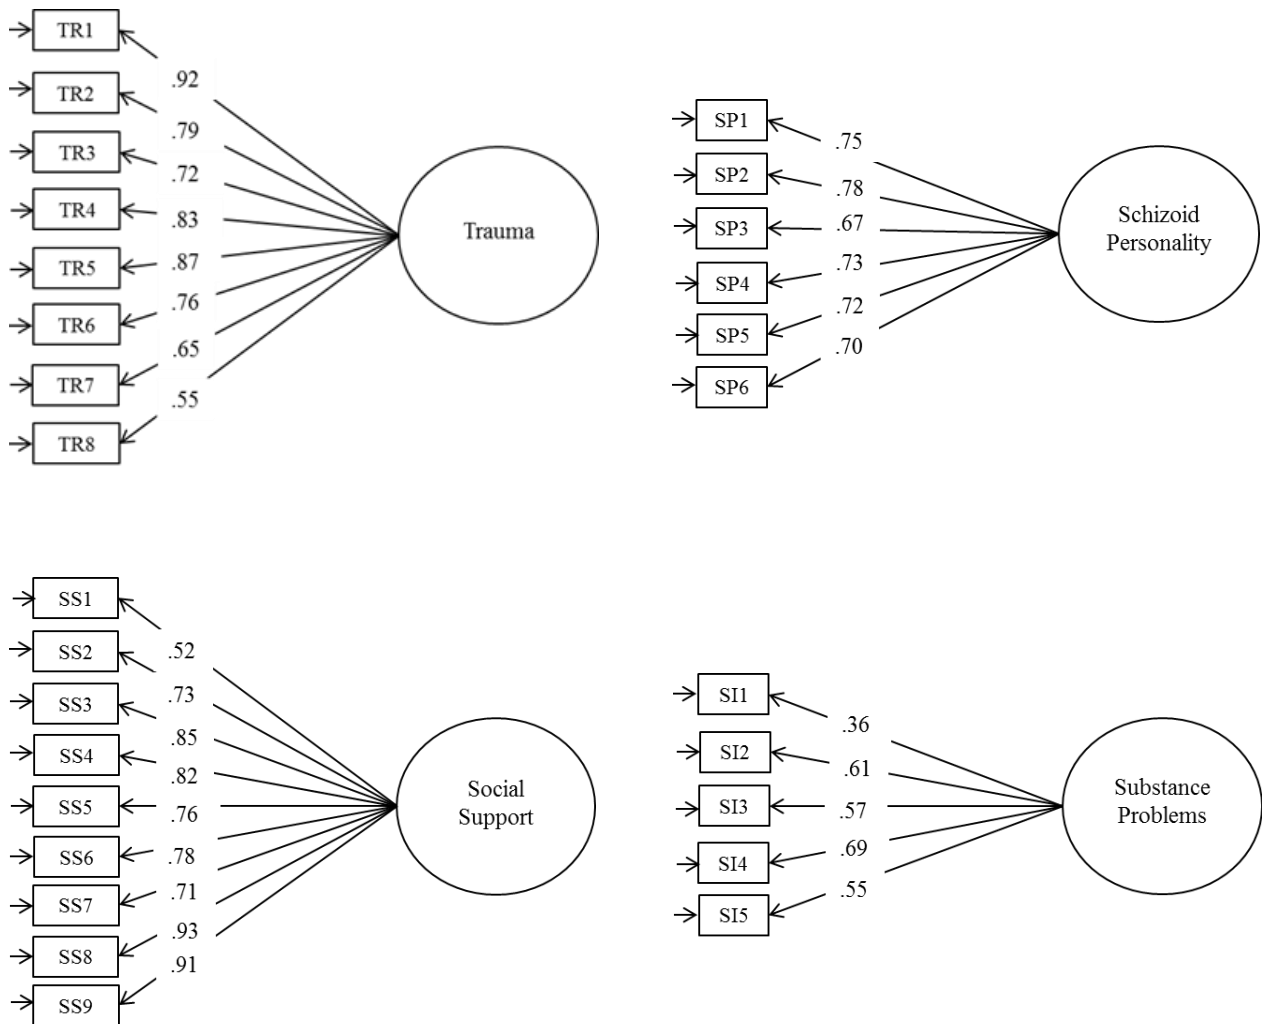 TR1
.92
TR2
.79
TR3
.72
TR4
.83
TR5
.87
TR6
.76
TR7
.65
TR8
.55
Trauma
SP1
.75
SP2
.78
SP3
.67
SP4
.73
SP5
.72
SP6
.70
Schizoid
Personality
SS1
.52
SS2
.73
SS3
.85
SS4
.82
SS5
.76
SS6
.78
SS7
.71
SS8
.93
SS9
.91
Social
Support
SI1
.36
SI2
.61
SI3
.57
SI4
.69
SI5
.55
Substance
Problems